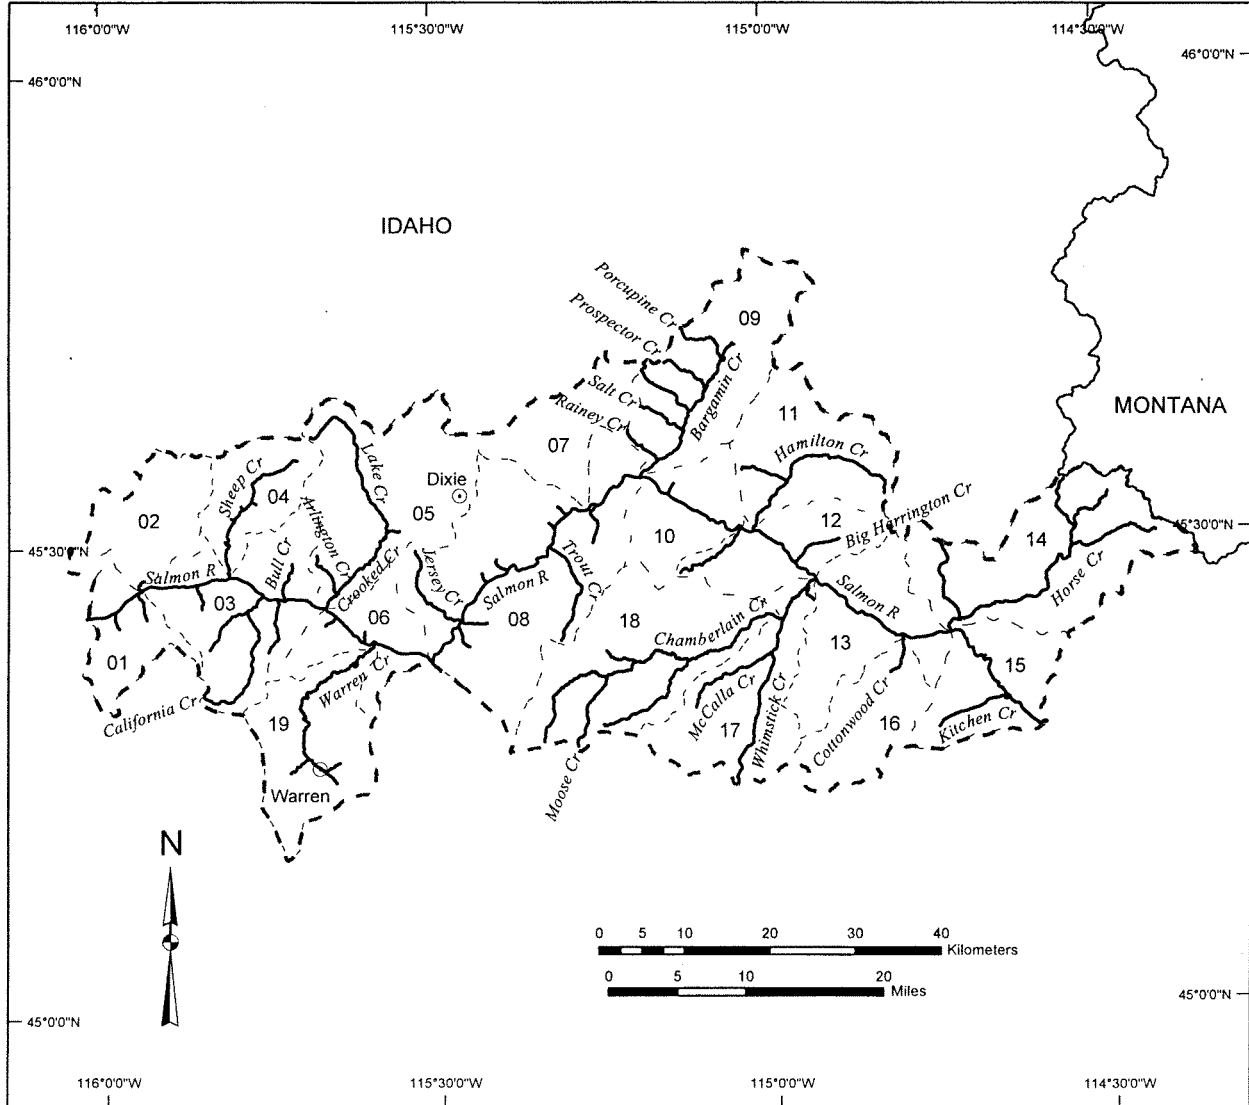 116°0'0"W
115°30'0"W
115°0'0"W
114°30'0"W
46°0'0"N
46°0'0"N
IDAHO
MONTANA
Porcupine Cr
Prospector Cr
Salt Cr
Rainey Cr
Bargamin Cr
09
11
07
Hamilton Cr
Lake Cr
Sheep Cr
04
Dixie
05
02
Arlington Cr
Big Harrington Cr
12
10
14
45°30'0"N
45°30'0"N
Bull Cr
Crooked Cr
Jersey Cr
Trout Cr
Salmon R
Salmon R
Salmon R
Horse Cr
03
06
08
18
Chamberlain Cr
13
01
Warren Cr
15
McCalla Cr
Whimstick Cr
Cottonwood Cr
Kitchen Cr
California Cr
19
17
16
Moose Cr
Warren
N
0
5
10
20
30
40
Kilometers
0
5
10
20
Miles
45°0'0"N
45°0'0"N
116°0'0"W
115°30'0"W
115°0'0"W
114°30'0"W